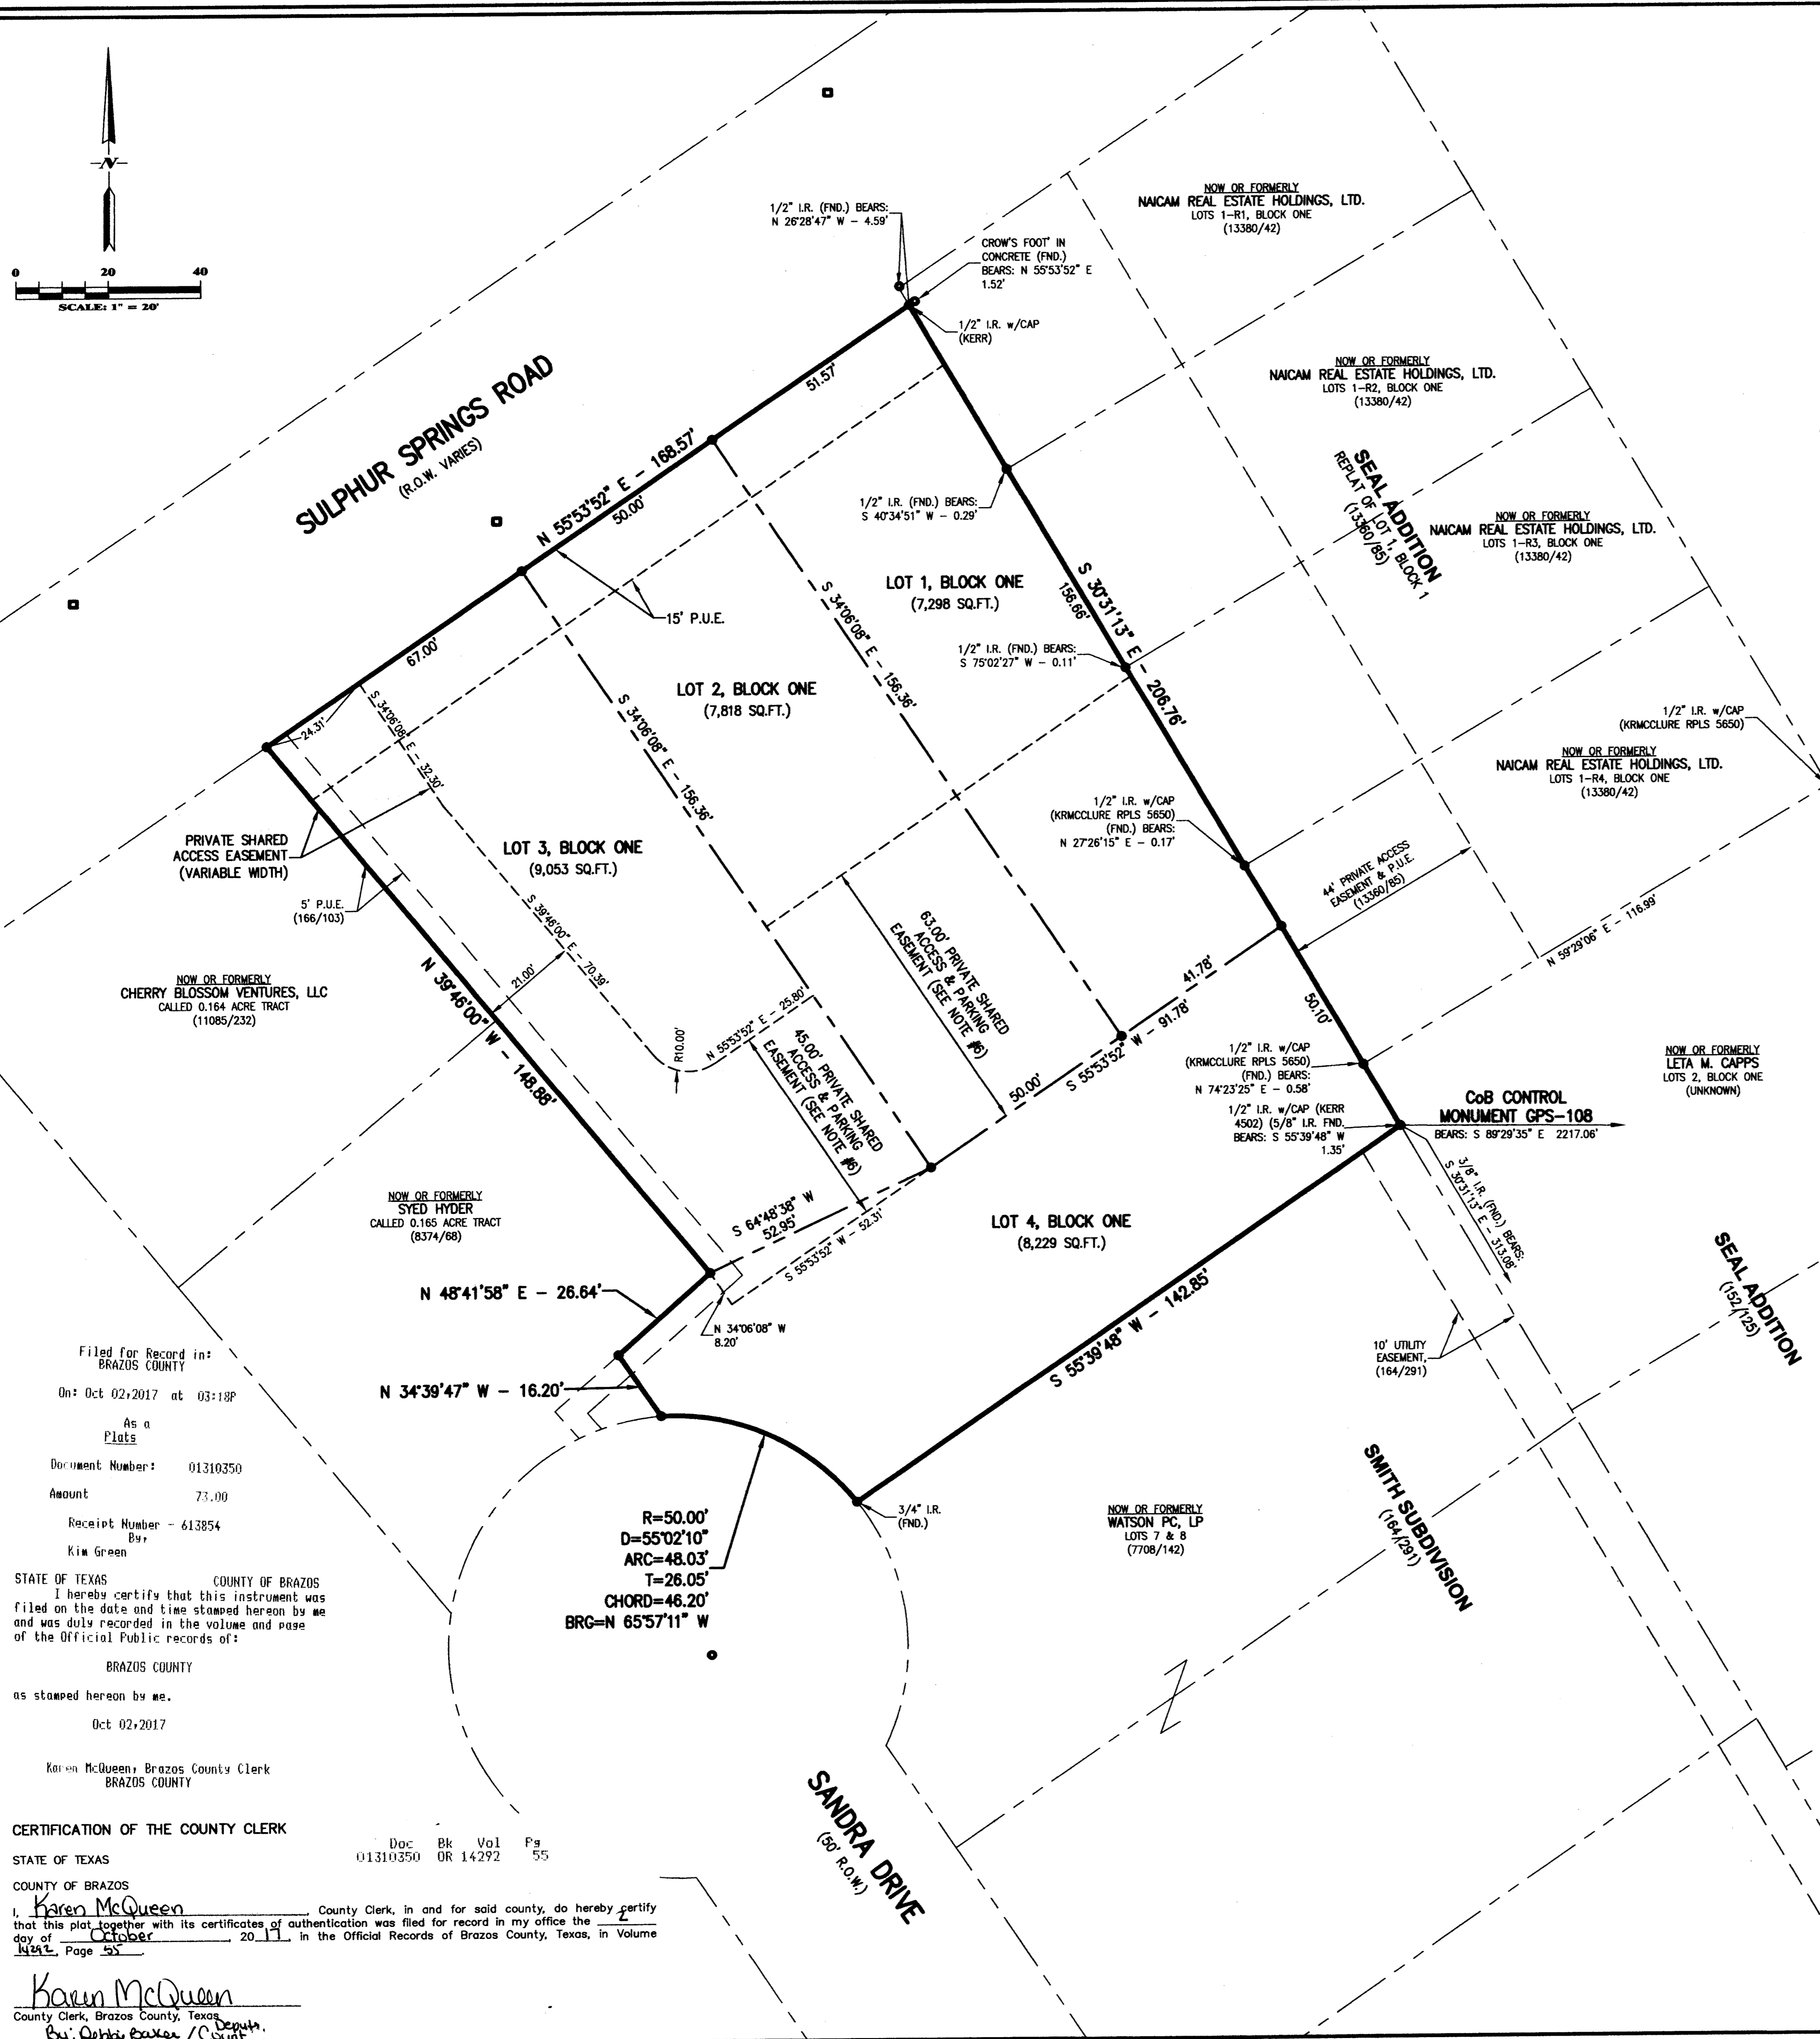 -N-
0 20 40
SCALE: 1" = 20'
SULPHUR SPRINGS ROAD
(R.O.W. VARIES)
1/2" I.R. (FND.) BEARS:
N 26°28'47" W - 4.59'
CROW'S FOOT' IN
CONCRETE (FND.)
BEARS: N 55°53'52" E
1.52'
1/2" I.R. w/CAP
(KERR)
NOW OR FORMERLY
NAICAM REAL ESTATE HOLDINGS, LTD.
LOTS 1-R1, BLOCK ONE
(13380/42)
NOW OR FORMERLY
NAICAM REAL ESTATE HOLDINGS, LTD.
LOTS 1-R2, BLOCK ONE
(13380/42)
SEAL ADDITION
REPLAT OF LOT 1, BLOCK 1
(13360/85)
NOW OR FORMERLY
NAICAM REAL ESTATE HOLDINGS, LTD.
LOTS 1-R3, BLOCK ONE
(13380/42)
1/2" I.R. w/CAP
(KRMCCLURE RPLS 5650)
NOW OR FORMERLY
NAICAM REAL ESTATE HOLDINGS, LTD.
LOTS 1-R4, BLOCK ONE
(13380/42)
51.57'
N 55°53'52" E - 168.57'
50.00'
67.00'
24.31'
15' P.U.E.
1/2" I.R. (FND.) BEARS:
S 40°34'51" W - 0.29'
LOT 1, BLOCK ONE
(7,298 SQ.FT.)
S 30°31'13" E - 206.76'
156.66'
1/2" I.R. (FND.) BEARS:
S 75°02'27" W - 0.11'
S 34°06'08" E - 156.36'
LOT 2, BLOCK ONE
(7,818 SQ.FT.)
S 34°06'08" E - 156.36'
S 34°06'08" E - 32.30'
LOT 3, BLOCK ONE
(9,053 SQ.FT.)
PRIVATE SHARED
ACCESS EASEMENT
(VARIABLE WIDTH)
5' P.U.E.
(166/103)
S 39°46'00" E - 70.39'
21.00'
N 39°46'00" W - 148.88'
R10.00'
N 55°53'52" E - 25.80'
45.00' PRIVATE SHARED
ACCESS & PARKING
EASEMENT (SEE NOTE #6)
63.00' PRIVATE SHARED
ACCESS & PARKING
EASEMENT (SEE NOTE #6)
1/2" I.R. w/CAP
(KRMCCLURE RPLS 5650)
(FND.) BEARS:
N 27°26'15" E - 0.17'
44' PRIVATE ACCESS
EASEMENT & P.U.E.
(13360/85)
N 59°29'06" E - 116.99'
41.78'
S 55°53'52" W - 91.78'
50.00'
50.10'
1/2" I.R. w/CAP
(KRMCCLURE RPLS 5650)
(FND.) BEARS:
N 74°23'25" E - 0.58'
1/2" I.R. w/CAP (KERR
4502) (5/8" I.R. FND.
BEARS: S 55°39'48" W
1.35'
CoB CONTROL
MONUMENT GPS-108
BEARS: S 89°29'35" E 2217.06'
NOW OR FORMERLY
LETA M. CAPPS
LOTS 2, BLOCK ONE
(UNKNOWN)
3/8" I.R. (FND.) BEARS:
S 30°31'13" E - 313.08'
NOW OR FORMERLY
CHERRY BLOSSOM VENTURES, LLC
CALLED 0.164 ACRE TRACT
(11085/232)
NOW OR FORMERLY
SYED HYDER
CALLED 0.165 ACRE TRACT
(8374/68)
S 64°48'38" W
52.95'
S 55°53'52" W - 52.31'
LOT 4, BLOCK ONE
(8,229 SQ.FT.)
N 48°41'58" E - 26.64'
N 34°06'08" W
8.20'
N 34°39'47" W - 16.20'
S 55°39'48" W - 142.85'
10' UTILITY
EASEMENT,
(164/291)
SEAL ADDITION
(152/125)
SMITH SUBDIVISION
(164/291)
R=50.00'
D=55°02'10"
ARC=48.03'
T=26.05'
CHORD=46.20'
BRG=N 65°57'11" W
3/4" I.R.
(FND.)
NOW OR FORMERLY
WATSON PC, LP
LOTS 7 & 8
(7708/142)
SANDRA DRIVE
(50' R.O.W.)
Filed for Record in:
BRAZOS COUNTY
On: Oct 02,2017 at 03:18P
As a
Plats
Document Number: 01310350
Amount 73.00
Receipt Number - 613854
By,
Kim Green
STATE OF TEXAS COUNTY OF BRAZOS
I hereby certify that this instrument was
filed on the date and time stamped hereon by me
and was duly recorded in the volume and page
of the Official Public records of:
BRAZOS COUNTY
as stamped hereon by me.
Oct 02,2017
Karen McQueen, Brazos County Clerk
BRAZOS COUNTY
CERTIFICATION OF THE COUNTY CLERK
Doc Bk Vol Pg
01310350 OR 14292 55
STATE OF TEXAS
COUNTY OF BRAZOS
I, Karen McQueen, County Clerk, in and for said county, do hereby certify
that this plat together with its certificates of authentication was filed for record in my office the 2
day of October, 2017, in the Official Records of Brazos County, Texas, in Volume
14292, Page 55.
Karen McQueen
County Clerk, Brazos County, Texas
By: Debbie Baker / County Deputy.